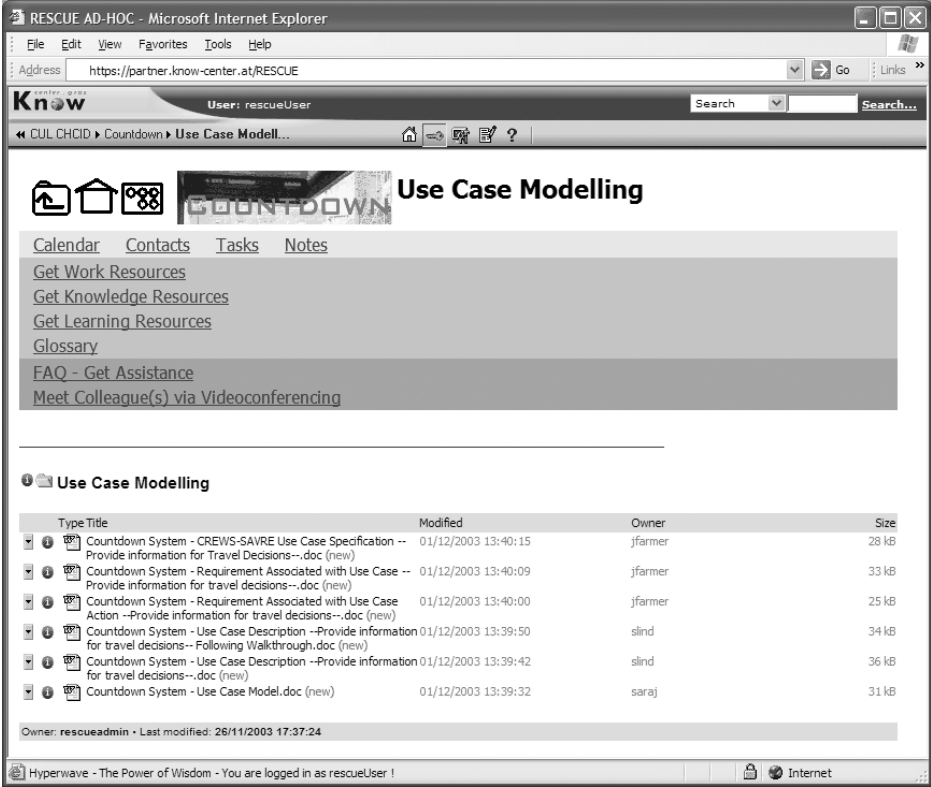 RESCUE AD-HOC - Microsoft Internet Explorer
File Edit View Favorites Tools Help
Address https://partner.know-center.at/RESCUE Go Links »
center.graz
Know User: rescueUser Search Search...
CUL CHCID Countdown Use Case Modell... ?
COUNTDOWN Use Case Modelling
Calendar Contacts Tasks Notes
Get Work Resources
Get Knowledge Resources
Get Learning Resources
Glossary
FAQ - Get Assistance
Meet Colleague(s) via Videoconferencing
Use Case Modelling
Type Title Modified Owner Size
Countdown System - CREWS-SAVRE Use Case Specification -- 01/12/2003 13:40:15 jfarmer 28 kB
Provide information for Travel Decisions--.doc (new)
Countdown System - Requirement Associated with Use Case -- 01/12/2003 13:40:09 jfarmer 33 kB
Provide information for travel decisions--.doc (new)
Countdown System - Requirement Associated with Use Case 01/12/2003 13:40:00 jfarmer 25 kB
Action --Provide information for travel decisions--.doc (new)
Countdown System - Use Case Description --Provide information 01/12/2003 13:39:50 slind 34 kB
for travel decisions-- Following Walkthrough.doc (new)
Countdown System - Use Case Description --Provide information 01/12/2003 13:39:42 slind 36 kB
for travel decisions--.doc (new)
Countdown System - Use Case Model.doc (new) 01/12/2003 13:39:32 saraj 31 kB
Owner: rescueadmin • Last modified: 26/11/2003 17:37:24
Hyperwave - The Power of Wisdom - You are logged in as rescueUser ! Internet